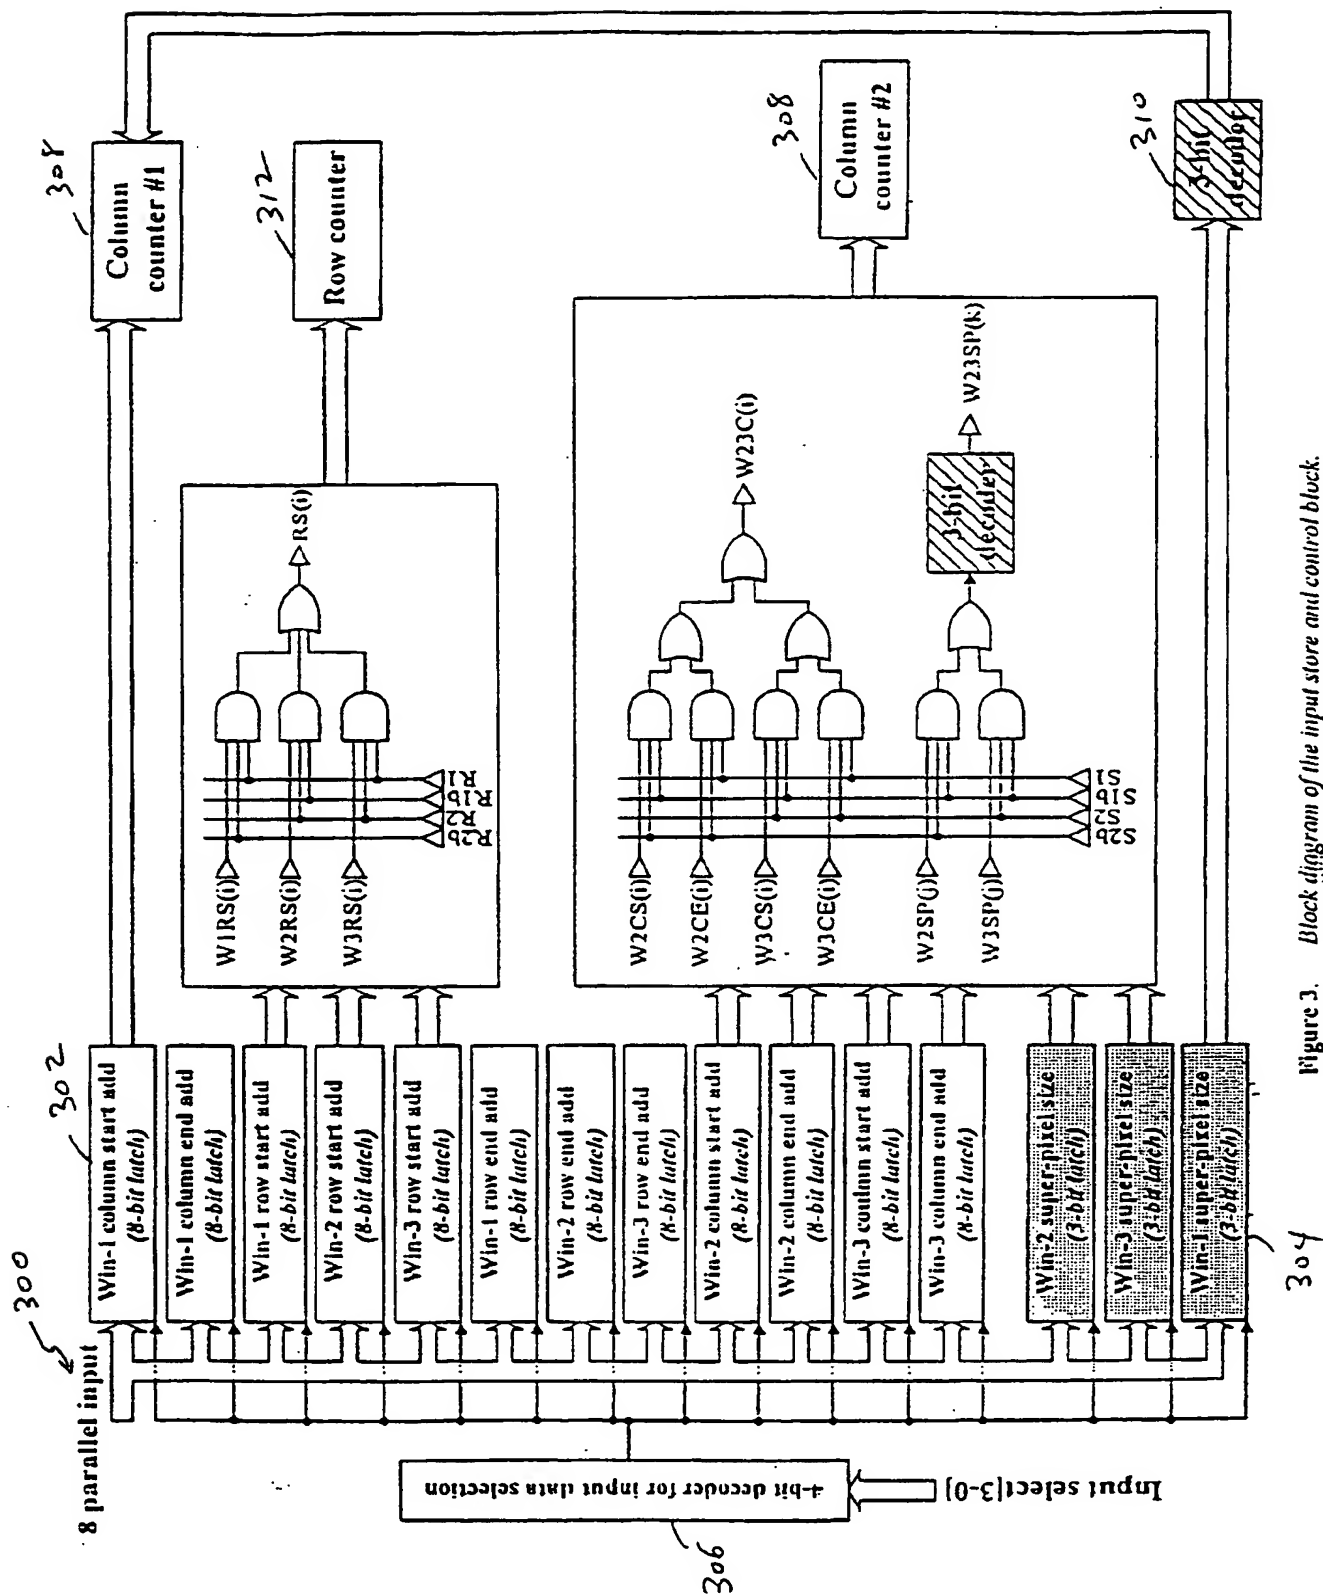 8 parallel input
300
302
Win-1 column start add
(8-bit latch)
Win-1 column end add
(8-bit latch)
Win-1 row start add
(8-bit latch)
Win-2 row start add
(8-bit latch)
Win-3 row start add
(8-bit latch)
Win-1 row end add
(8-bit latch)
Win-2 row end add
(8-bit latch)
Win-3 row end add
(8-bit latch)
Win-2 column start add
(8-bit latch)
Win-2 column end add
(8-bit latch)
Win-3 column start add
(8-bit latch)
Win-3 column end add
(8-bit latch)
Win-2 super-pixel size
(3-bit latch)
Win-3 super-pixel size
(3-bit latch)
Win-1 super-pixel size
(3-bit latch)
304
4-bit decoder for input data selection
306
Input select[3-0]
W1RS(i)
W2RS(i)
W3RS(i)
R2b
R2
R1b
R1
RS(i)
W2CS(i)
W2CE(i)
W3CS(i)
W3CE(i)
W2SP(j)
W3SP(j)
S2b
S2
S1b
S1
W23C(i)
3-bit
decoder
W23SP(k)
308
Column
counter #1
312
Row counter
308
Column
counter #2
310
3-bit
decoder
Figure 3. Block diagram of the input store and control block.